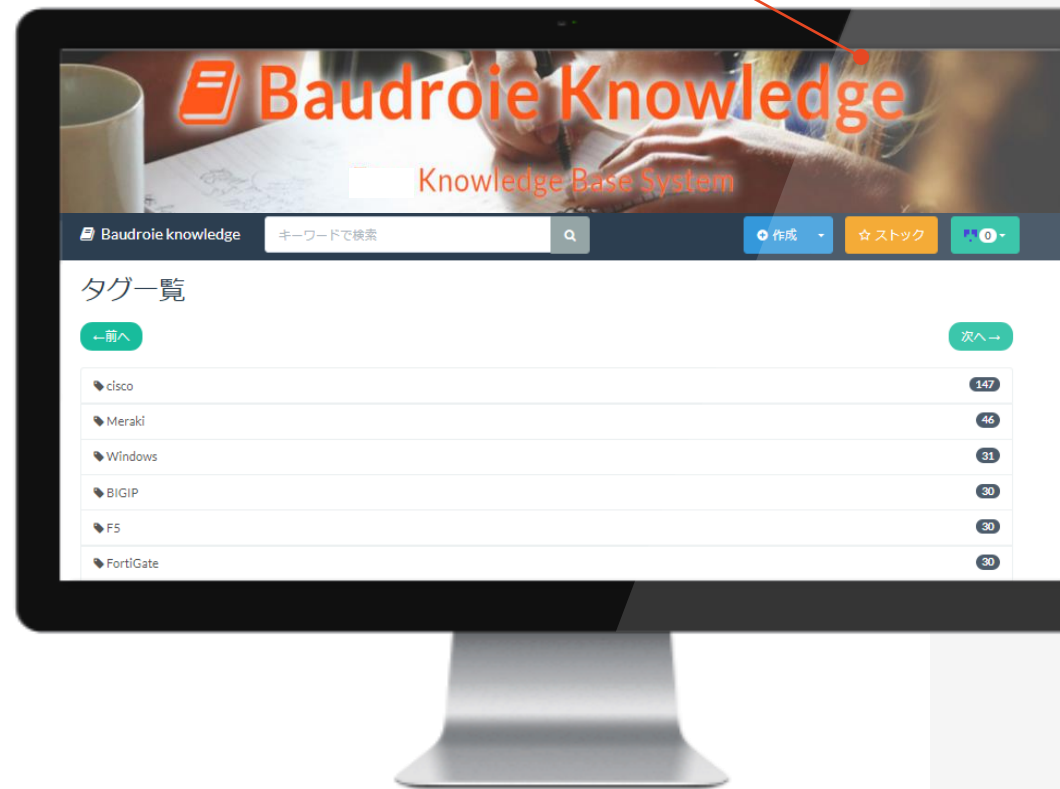 Baudroie Knowledge
Knowledge Base System
Baudroie knowledge キーワードで検索 作成 ストック 0
タグ一覧
←前へ 次へ→
cisco 147
Meraki 46
Windows 31
BIGIP 30
F5 30
FortiGate 30